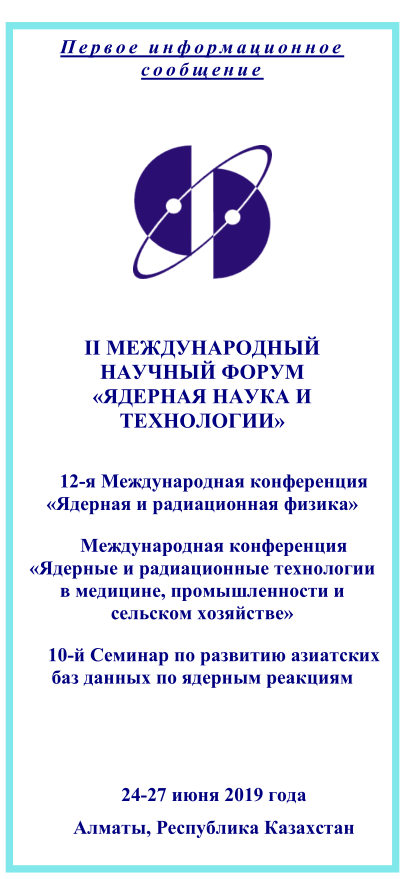 Первое информационное
сообщение
II МЕЖДУНАРОДНЫЙ
НАУЧНЫЙ ФОРУМ
«ЯДЕРНАЯ НАУКА И
ТЕХНОЛОГИИ»
12-я Международная конференция
«Ядерная и радиационная физика»
Международная конференция
«Ядерные и радиационные технологии
в медицине, промышленности и
сельском хозяйстве»
10-й Семинар по развитию азиатских
баз данных по ядерным реакциям
24-27 июня 2019 года
Алматы, Республика Казахстан